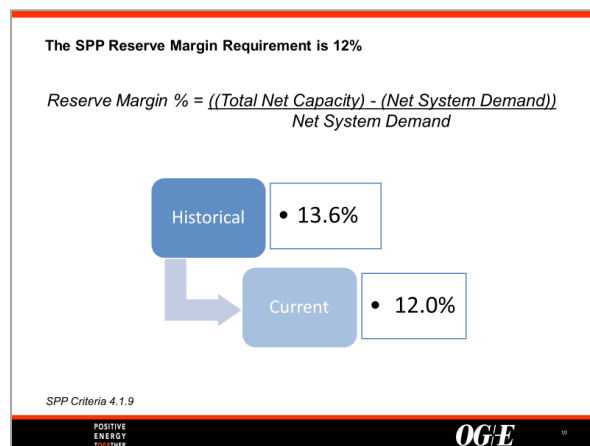 The SPP Reserve Margin Requirement is 12%
Reserve Margin % = ((Total Net Capacity) - (Net System Demand))
Net System Demand
Historical
• 13.6%
Current
• 12.0%
SPP Criteria 4.1.9
POSITIVE
ENERGY
TOGETHER
OG/E
10